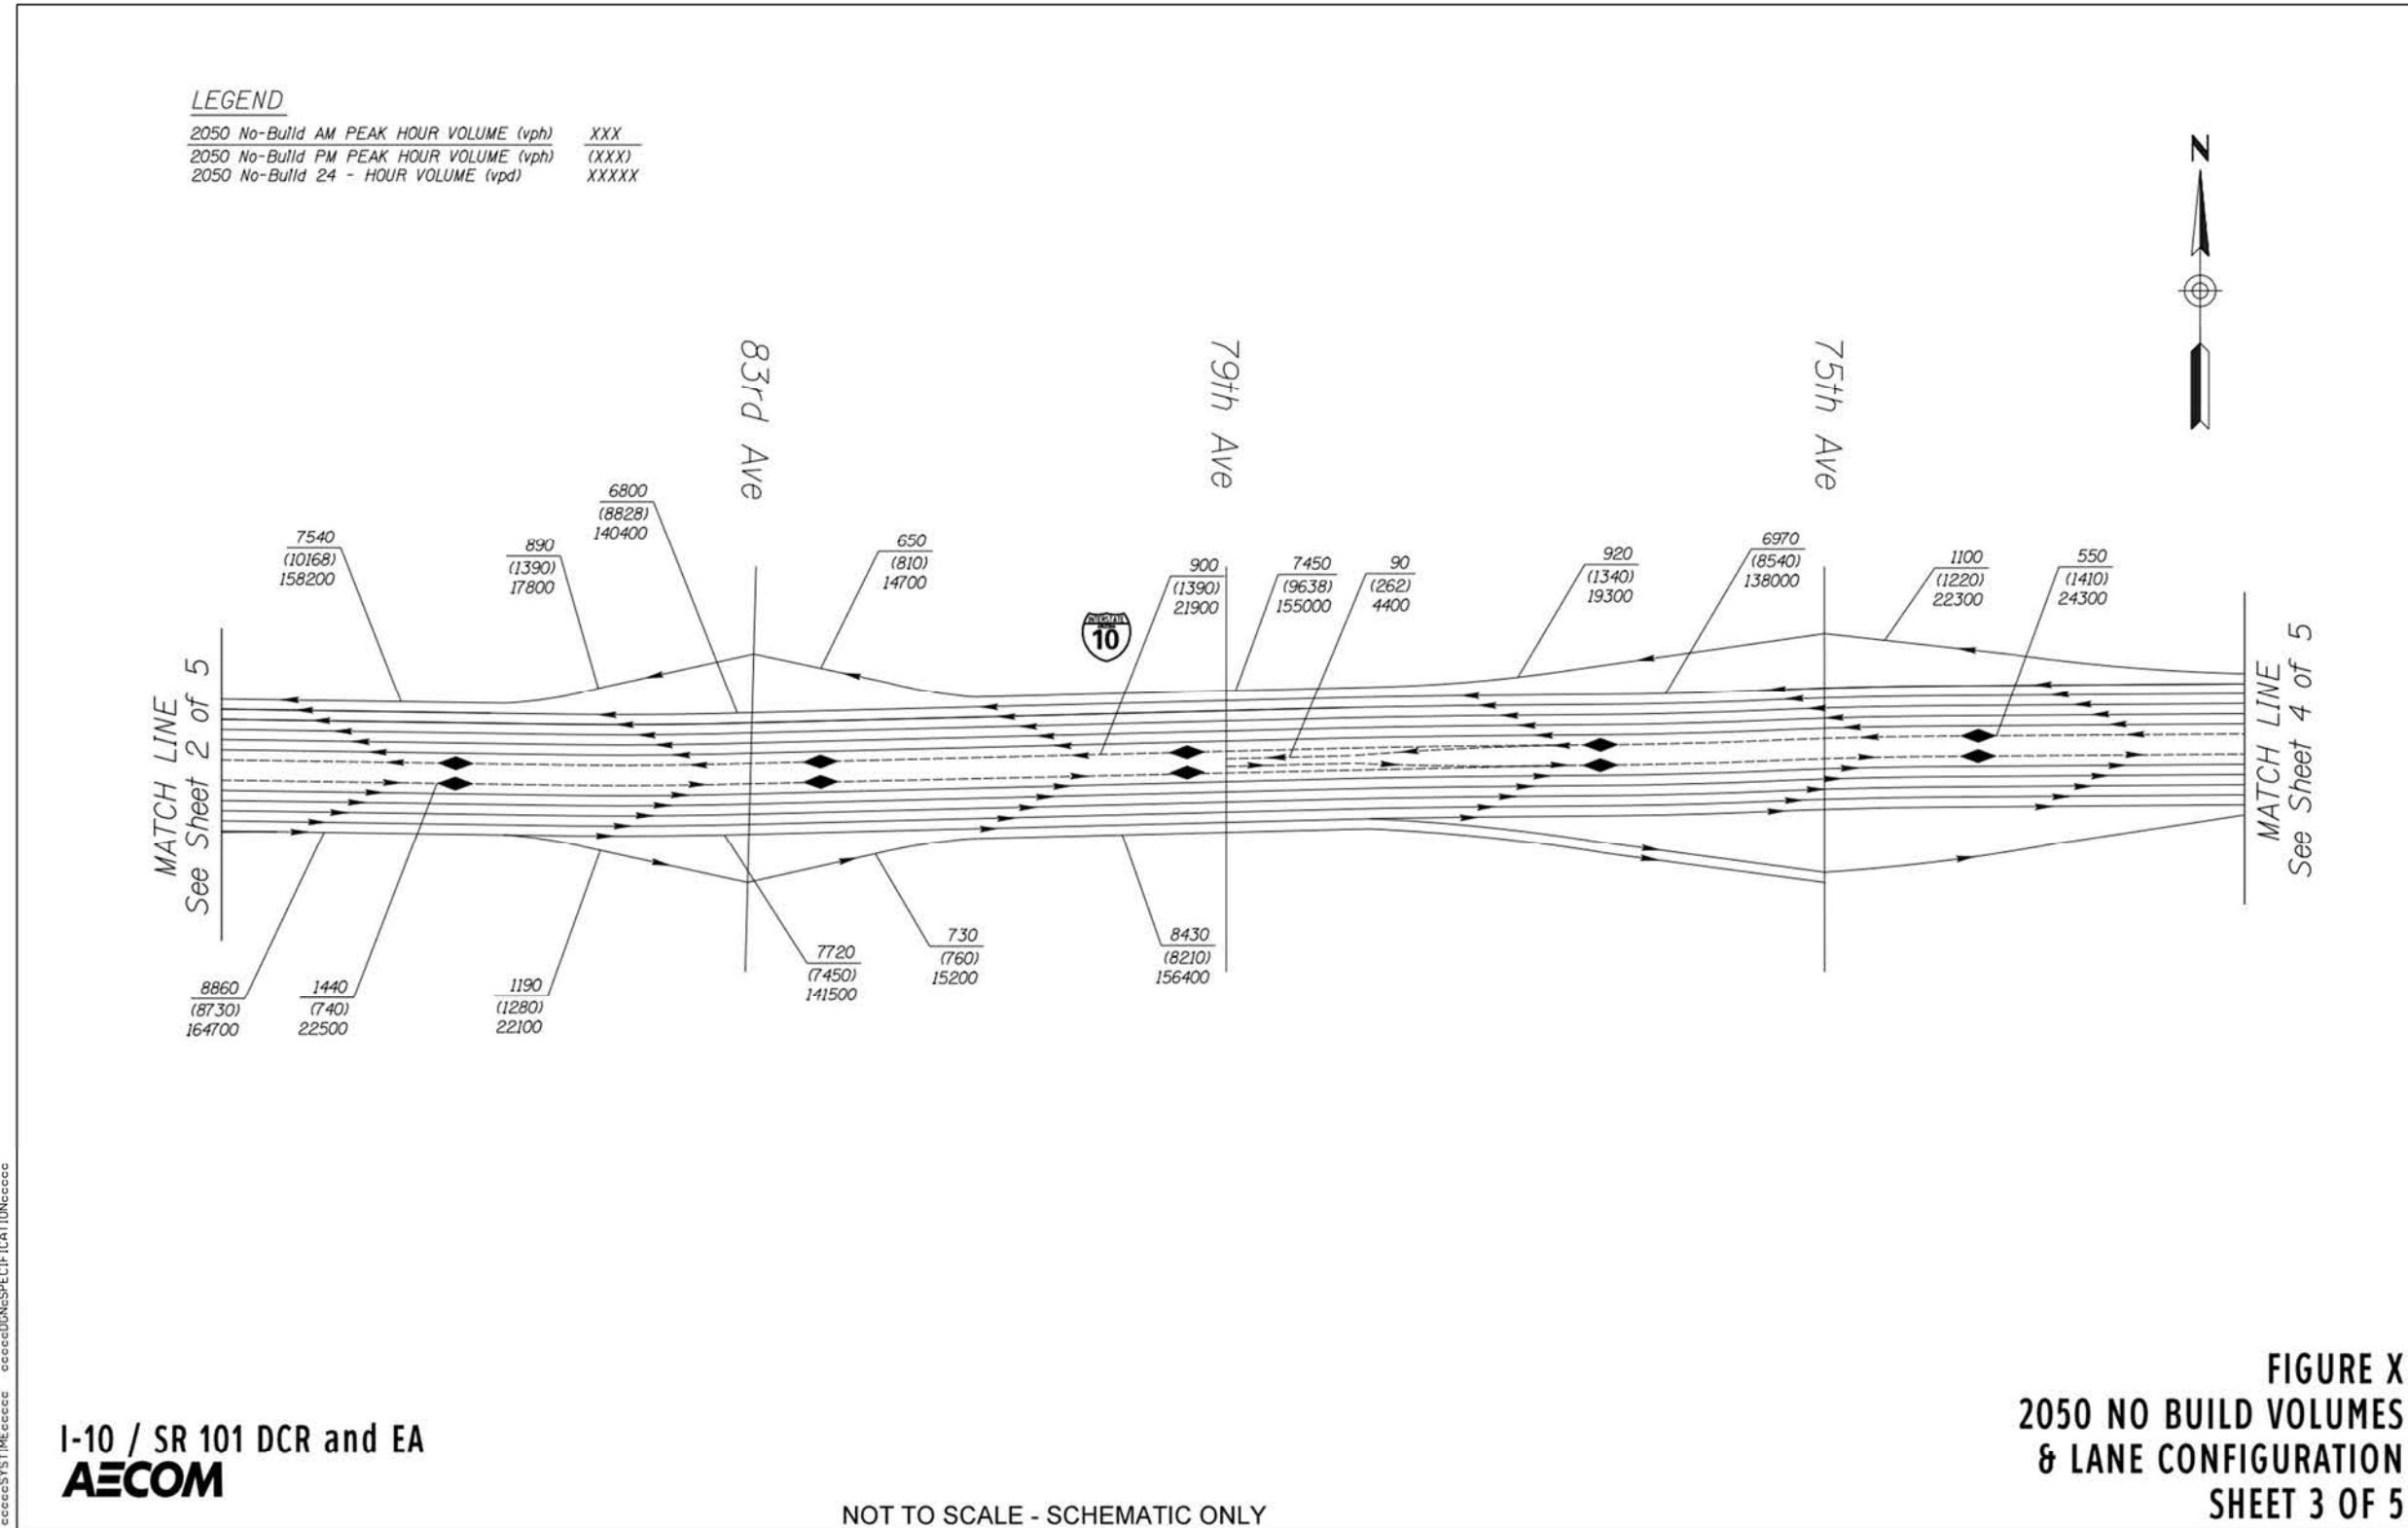 LEGEND
2050 No-Build AM PEAK HOUR VOLUME (vph) XXX
2050 No-Build PM PEAK HOUR VOLUME (vph) (XXX)
2050 No-Build 24 - HOUR VOLUME (vpd) XXXXX
N
83rd Ave
79th Ave
75th Ave
7540
(10168)
158200
890
(1390)
17800
6800
(8828)
140400
650
(810)
14700
900
(1390)
21900
7450
(9638)
155000
90
(262)
4400
920
(1340)
19300
6970
(8540)
138000
1100
(1220)
22300
550
(1410)
24300
INTERSTATE
10
MATCH LINE
See Sheet 2 of 5
MATCH LINE
See Sheet 4 of 5
8860
(8730)
164700
1440
(740)
22500
1190
(1280)
22100
7720
(7450)
141500
730
(760)
15200
8430
(8210)
156400
I-10 / SR 101 DCR and EA
AECOM
NOT TO SCALE - SCHEMATIC ONLY
FIGURE X
2050 NO BUILD VOLUMES
& LANE CONFIGURATION
SHEET 3 OF 5